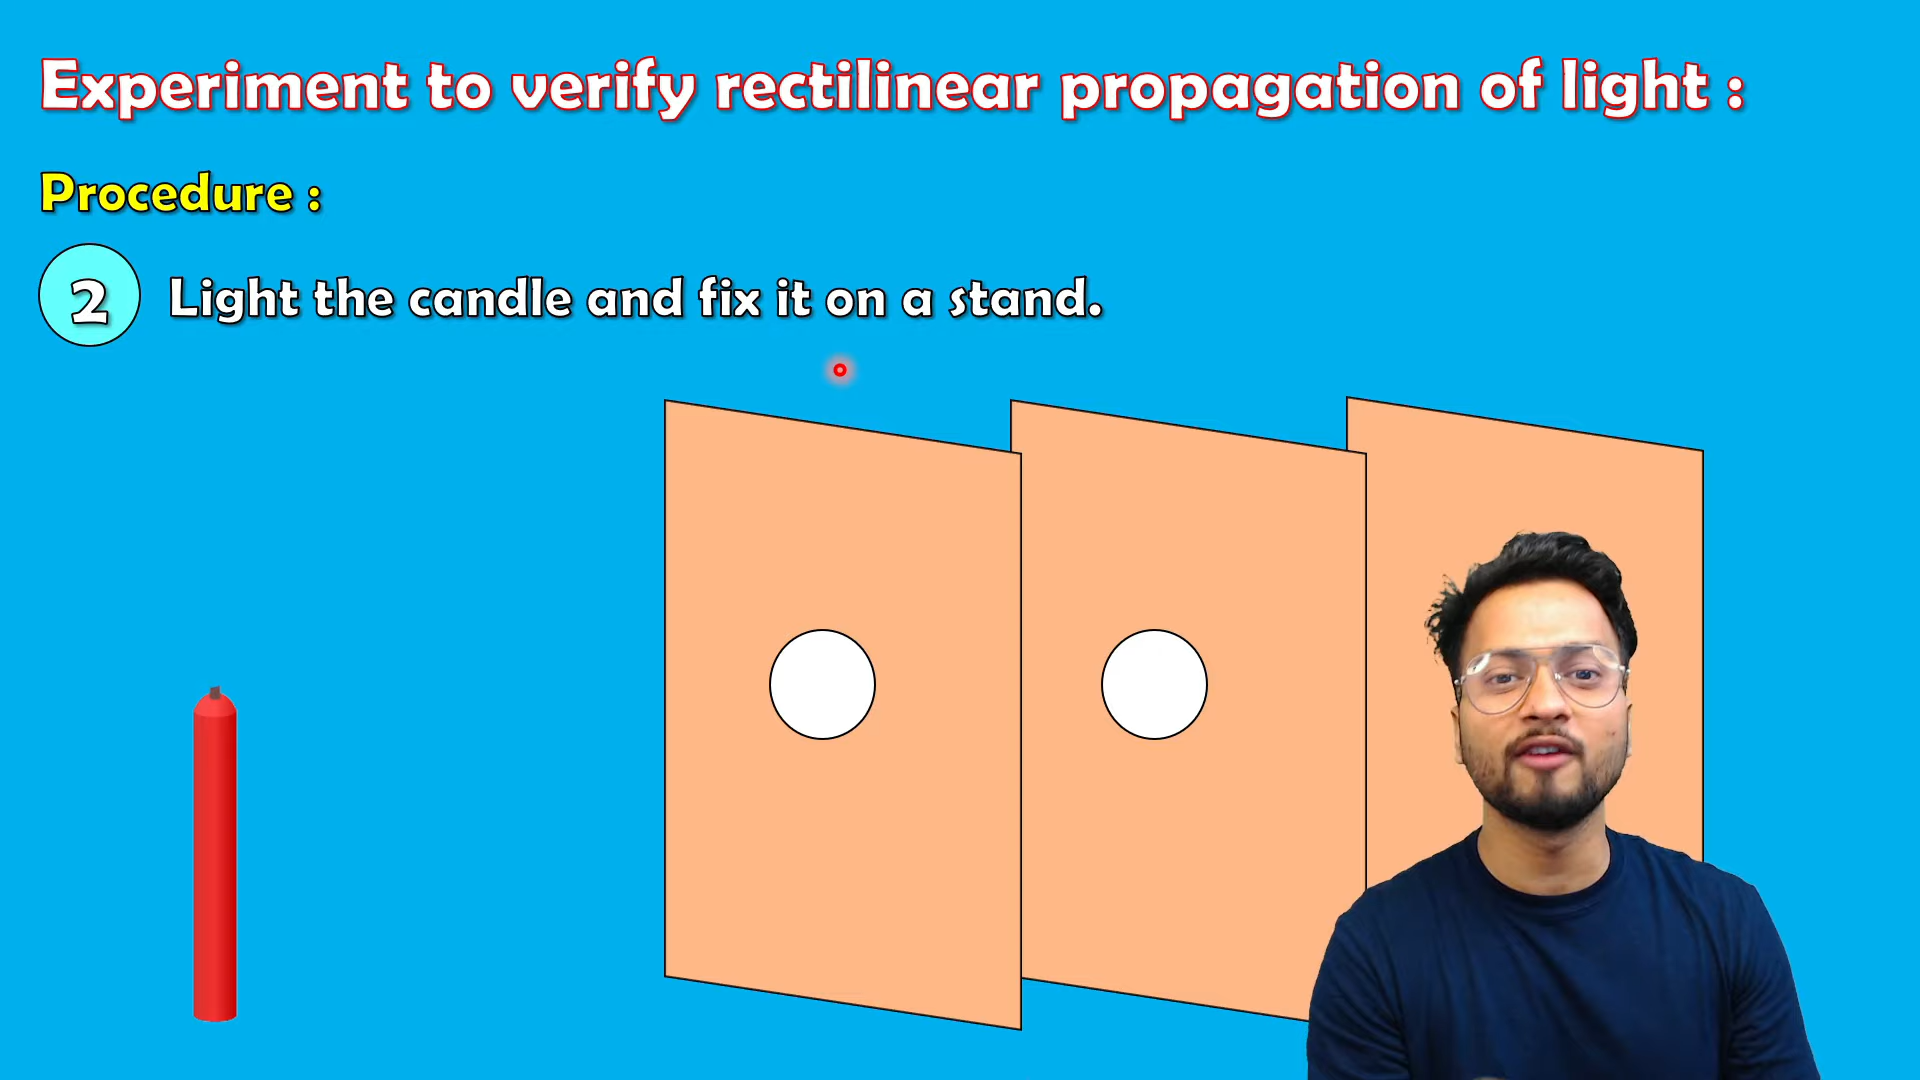 Experiment to verify rectilinear propagation of light :
Procedure :
2 Light the candle and fix it on a stand.